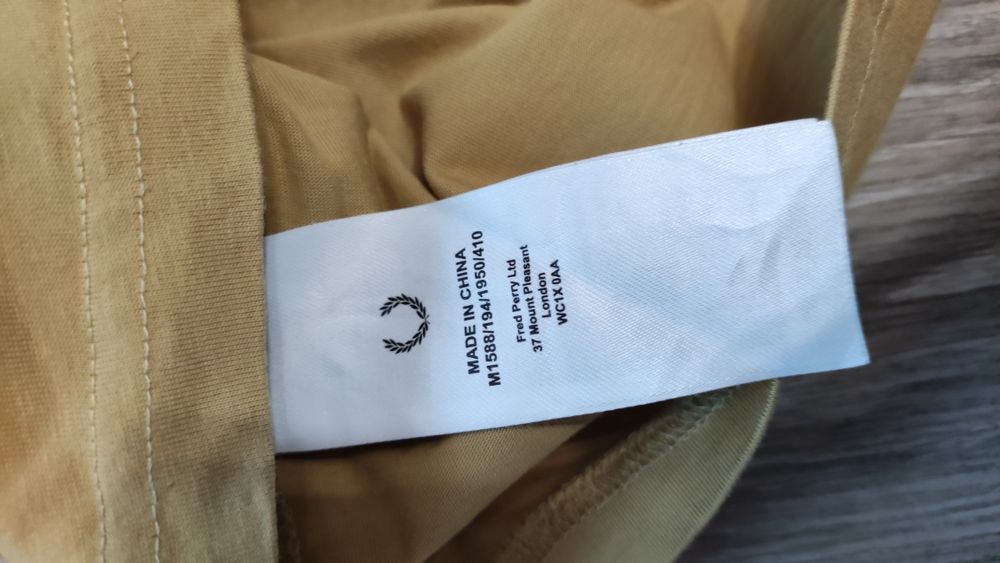 MADE IN CHINA
M1588/194/1950/410
Fred Perry Ltd
37 Mount Pleasant
London
WC1X 0AA